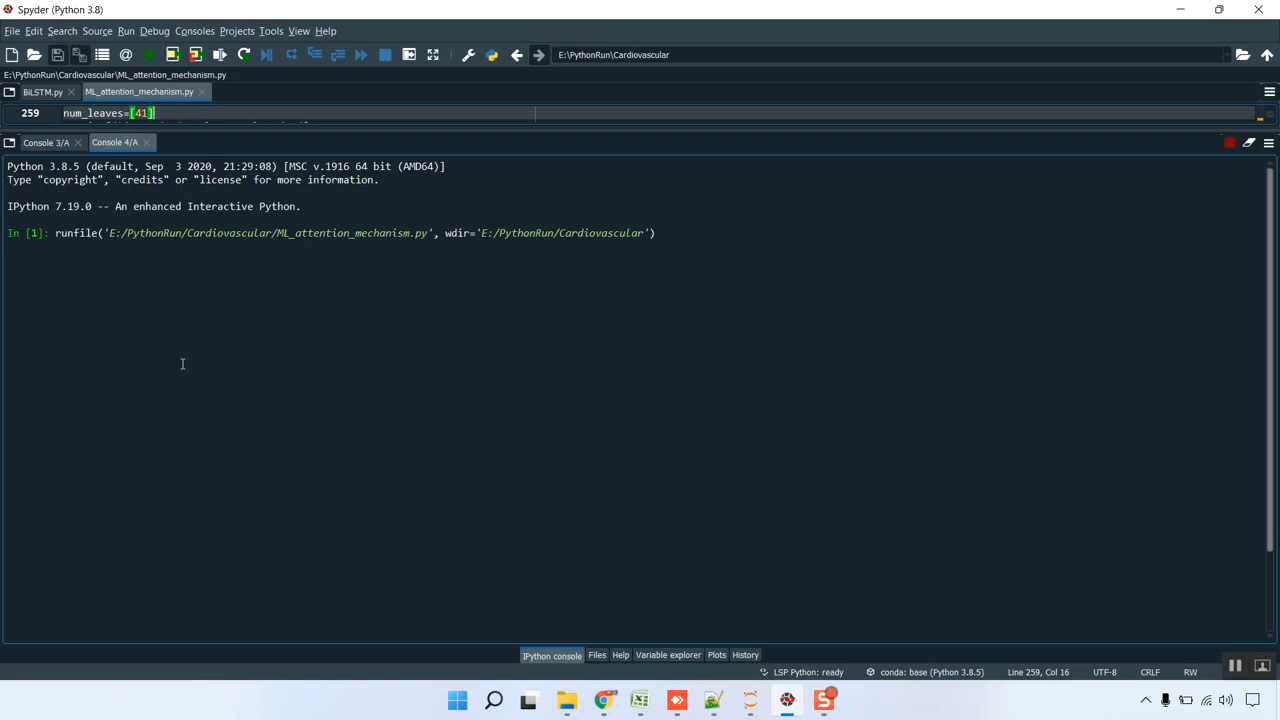 Spyder (Python 3.8)
File Edit Search Source Run Debug Consoles Projects Tools View Help
E:\PythonRun\Cardiovascular
E:\PythonRun\Cardiovascular\ML_attention_mechanism.py
BiLSTM.py ML_attention_mechanism.py
259 num_leaves=[41]
Console 3/A Console 4/A
Python 3.8.5 (default, Sep 3 2020, 21:29:08) [MSC v.1916 64 bit (AMD64)]
Type "copyright", "credits" or "license" for more information.
IPython 7.19.0 -- An enhanced Interactive Python.
In [1]: runfile('E:/PythonRun/Cardiovascular/ML_attention_mechanism.py', wdir='E:/PythonRun/Cardiovascular')
IPython console Files Help Variable explorer Plots History
LSP Python: ready conda: base (Python 3.8.5) Line 259, Col 16 UTF-8 CRLF RW